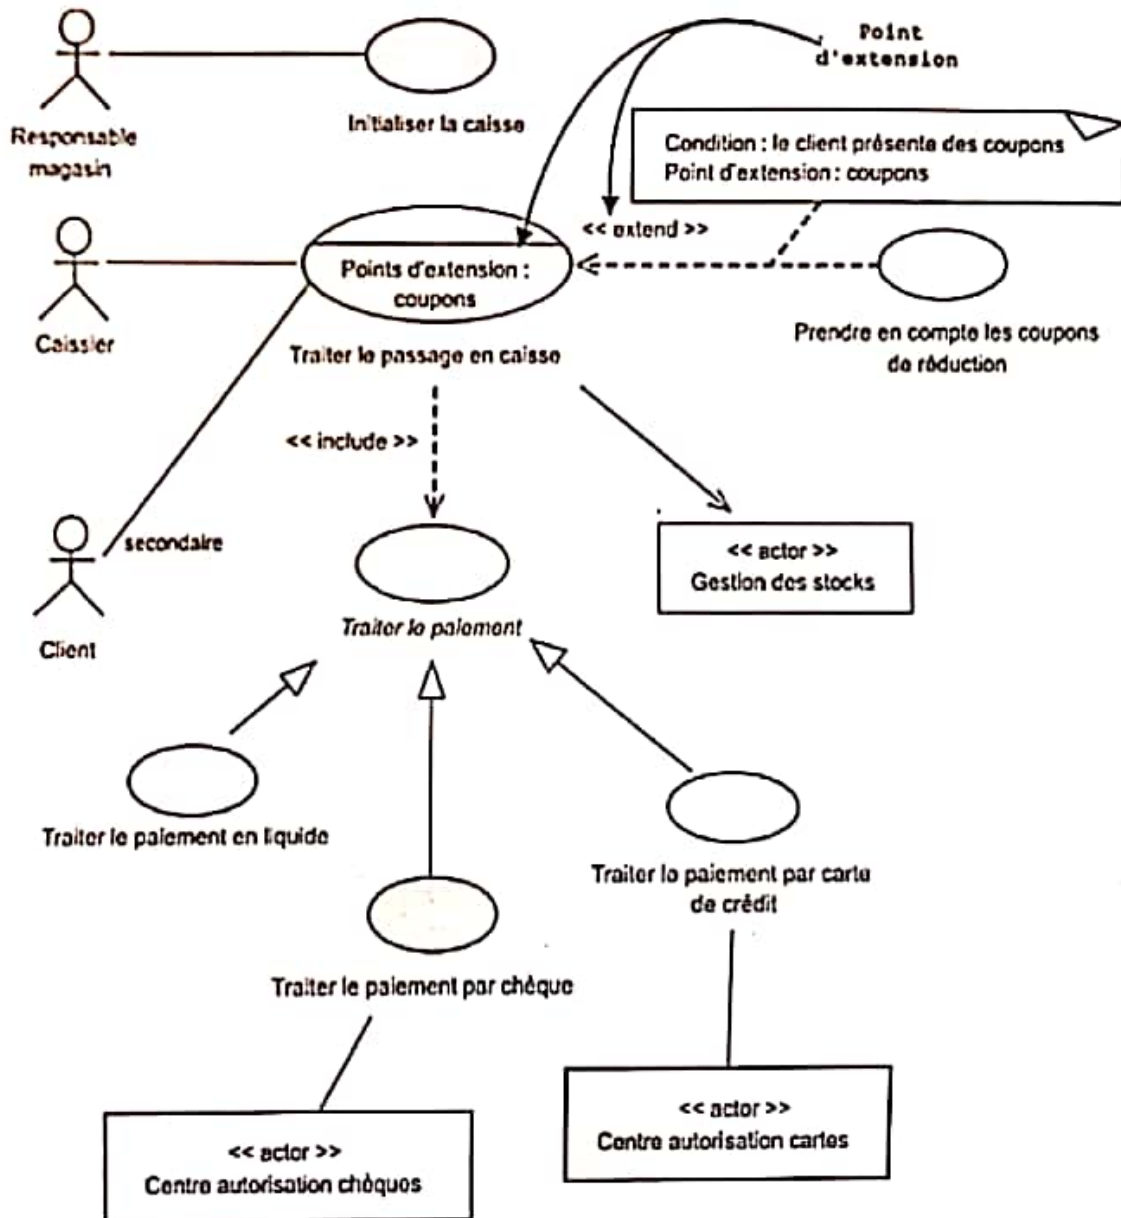 Point
d'extension
Responsable
magasin
Initialiser la caisse
Condition : le client présente des coupons
Point d'extension : coupons
<< extend >>
Caissier
Points d'extension :
coupons
Prendre en compte les coupons
de réduction
Traiter le passage en caisse
<< include >>
Client
secondaire
<< actor >>
Gestion des stocks
Traiter le paiement
Traiter le paiement en liquide
Traiter le paiement par carte
de crédit
Traiter le paiement par chèque
<< actor >>
Centre autorisation cartes
<< actor >>
Centre autorisation chèques